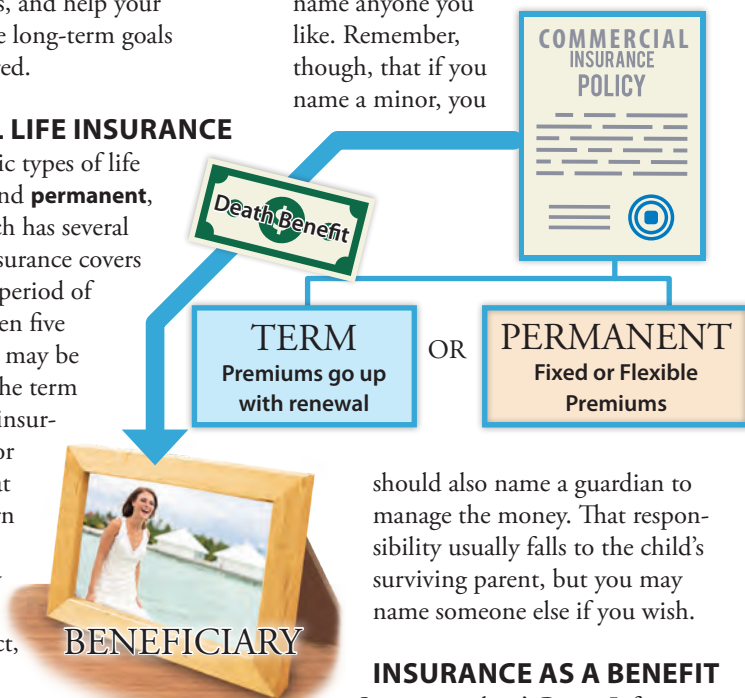 s, and help your
e long-term goals
red.
L LIFE INSURANCE
ic types of life
nd permanent,
ch has several
surance covers
period of
en five
may be
he term
insur-
or
at
rn
ct,
name anyone you
like. Remember,
though, that if you
name a minor, you
COMMERCIAL
INSURANCE
POLICY
Death Benefit
TERM
Premiums go up
with renewal
OR
PERMANENT
Fixed or Flexible
Premiums
BENEFICIARY
should also name a guardian to
manage the money. That respon-
sibility usually falls to the child's
surviving parent, but you may
name someone else if you wish.
INSURANCE AS A BENEFIT